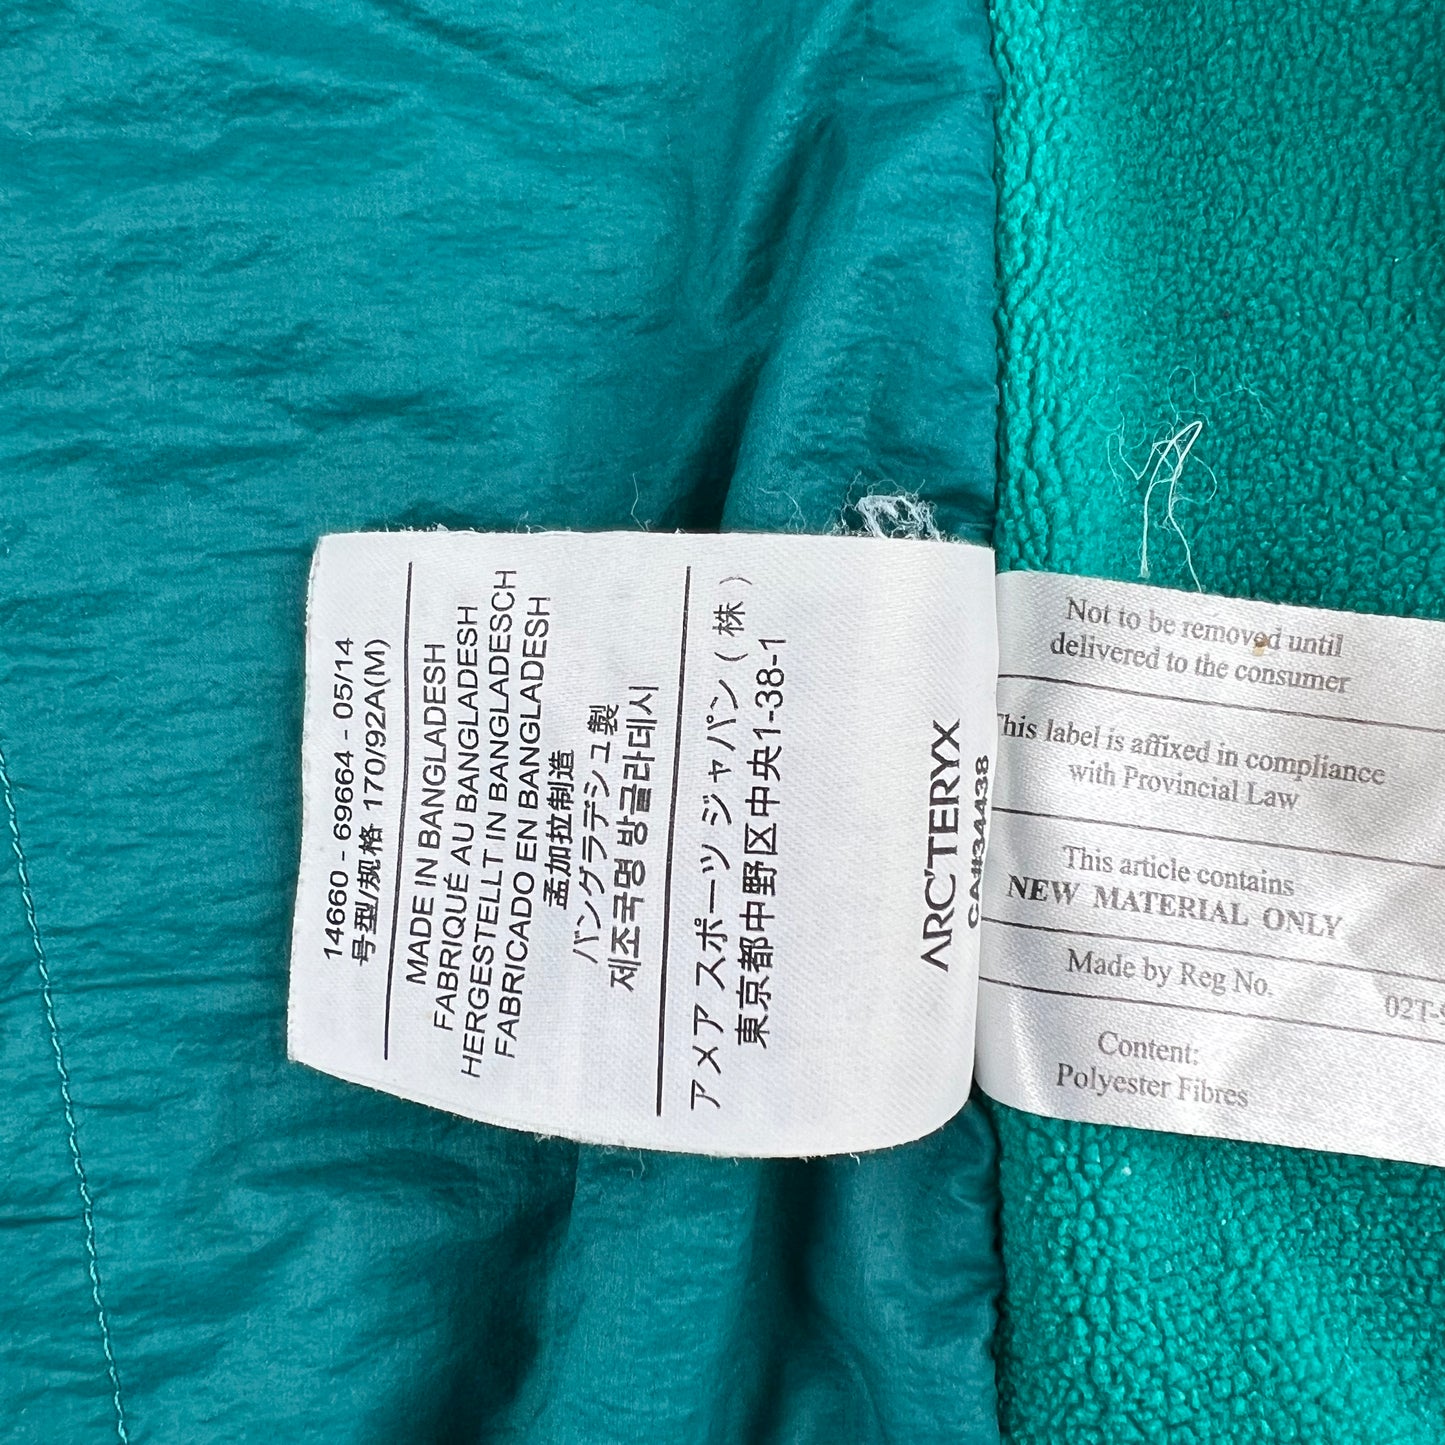 14660 - 69664 - 05/14
号型/规格 170/92A(M)
MADE IN BANGLADESH
FABRIQUÉ AU BANGLADESH
HERGESTELLT IN BANGLADESCH
FABRICADO EN BANGLADESH
孟加拉制造
バングラデシュ製
제조국명 방글라데시
アメア スポーツ ジャパン (株)
東京都中野区中央1-38-1
ARC'TERYX
CA#34438
Not to be removed until
delivered to the consumer
This label is affixed in compliance
with Provincial Law
This article contains
NEW MATERIAL ONLY
Made by Reg No.
02T-
Content:
Polyester Fibres